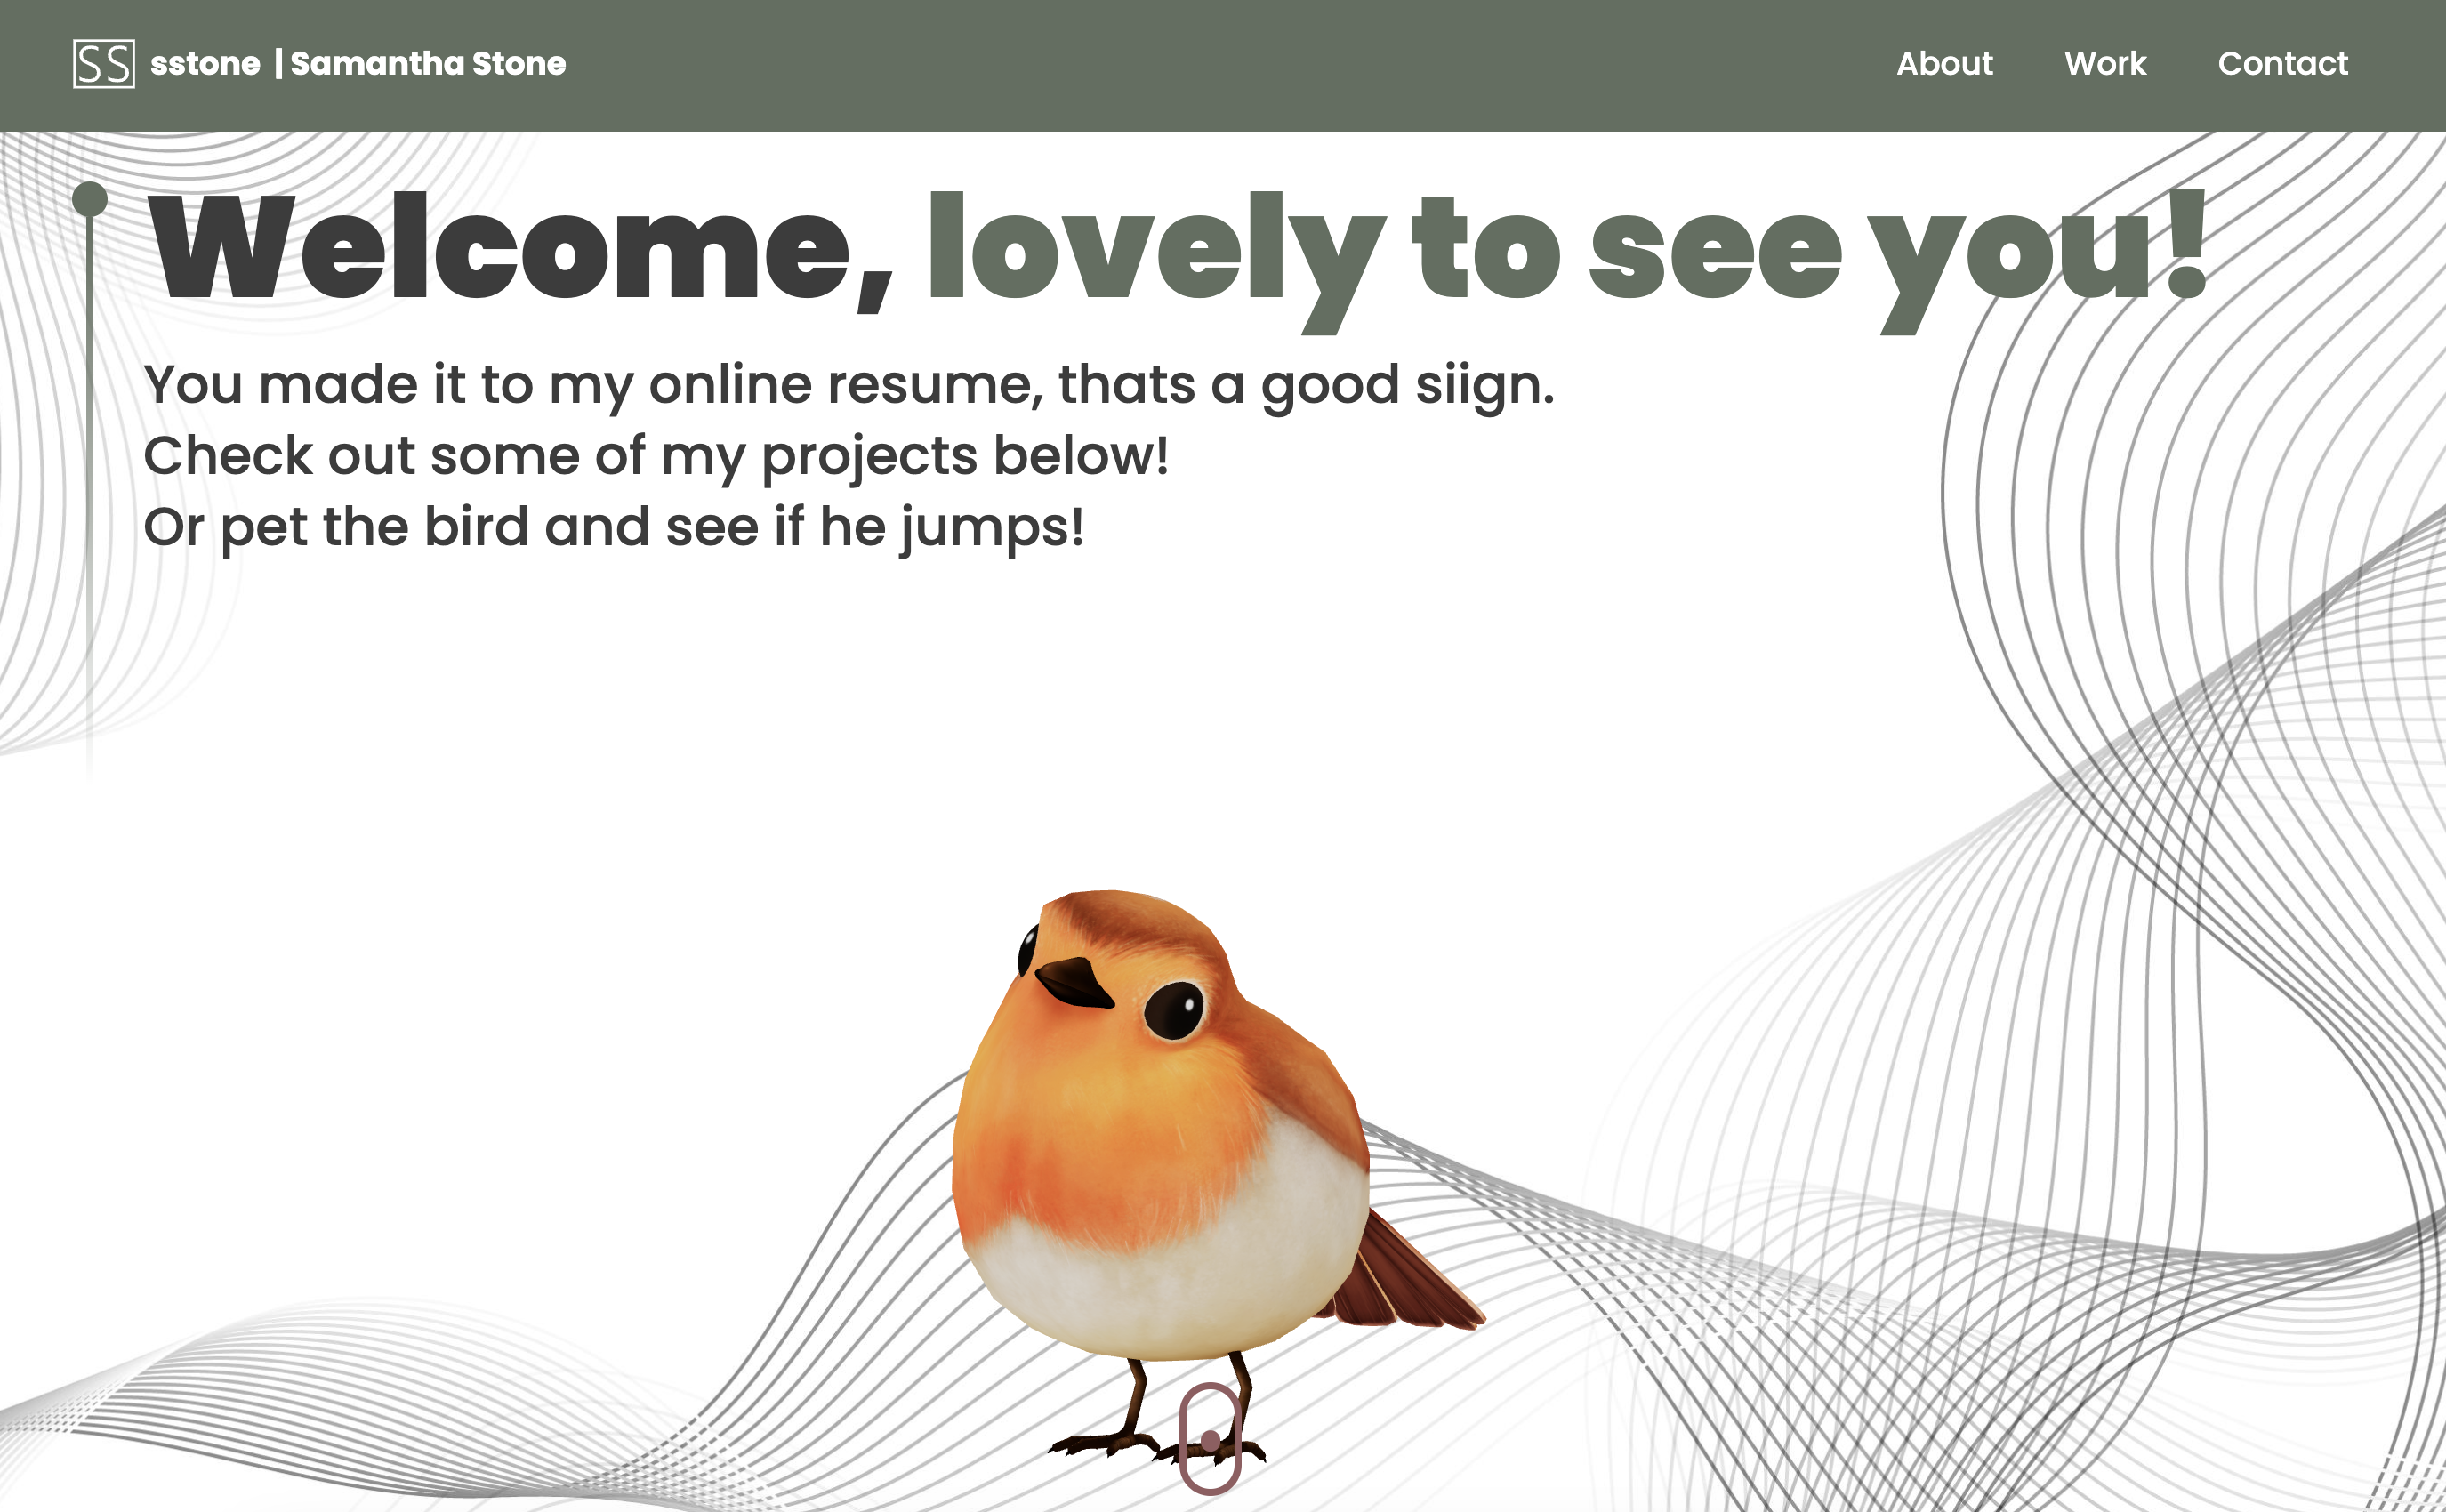 SS sstone | Samantha Stone
About Work Contact
Welcome, lovely to see you!
You made it to my online resume, thats a good siign.
Check out some of my projects below!
Or pet the bird and see if he jumps!